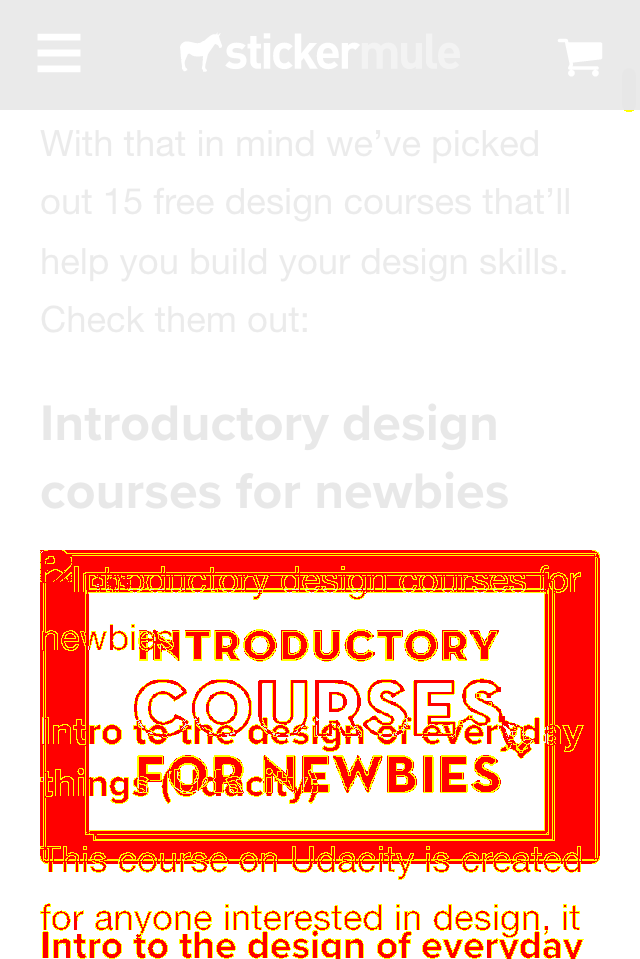 stickermule
With that in mind we've picked
out 15 free design courses that'll
help you build your design skills.
Check them out:
Introductory design
courses for newbies
Introductory design courses for
newbies
INTRODUCTORY
COURSES
FOR NEWBIES
Intro to the design of everyday
things (Udacity)
This course on Udacity is created
for anyone interested in design, it
Intro to the design of everyday